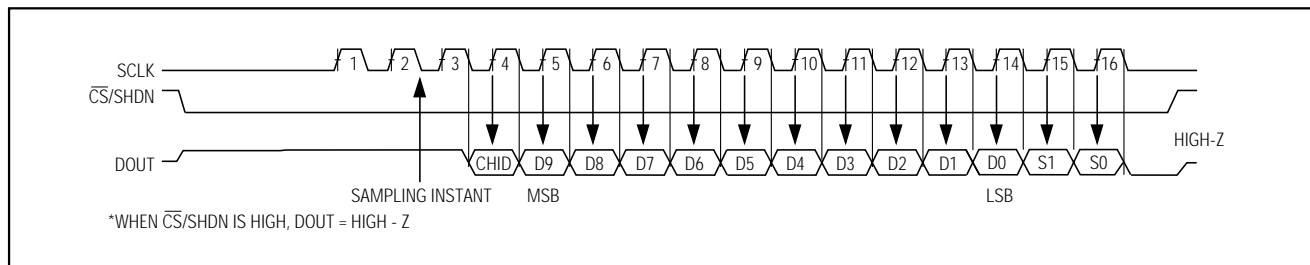 SCLK 1 2 3 4 5 6 7 8 9 10 11 12 13 14 15 16
CS/SHDN
DOUT CHID D9 D8 D7 D6 D5 D4 D3 D2 D1 D0 S1 S0 HIGH-Z
SAMPLING INSTANT MSB LSB
*WHEN CS/SHDN IS HIGH, DOUT = HIGH - Z